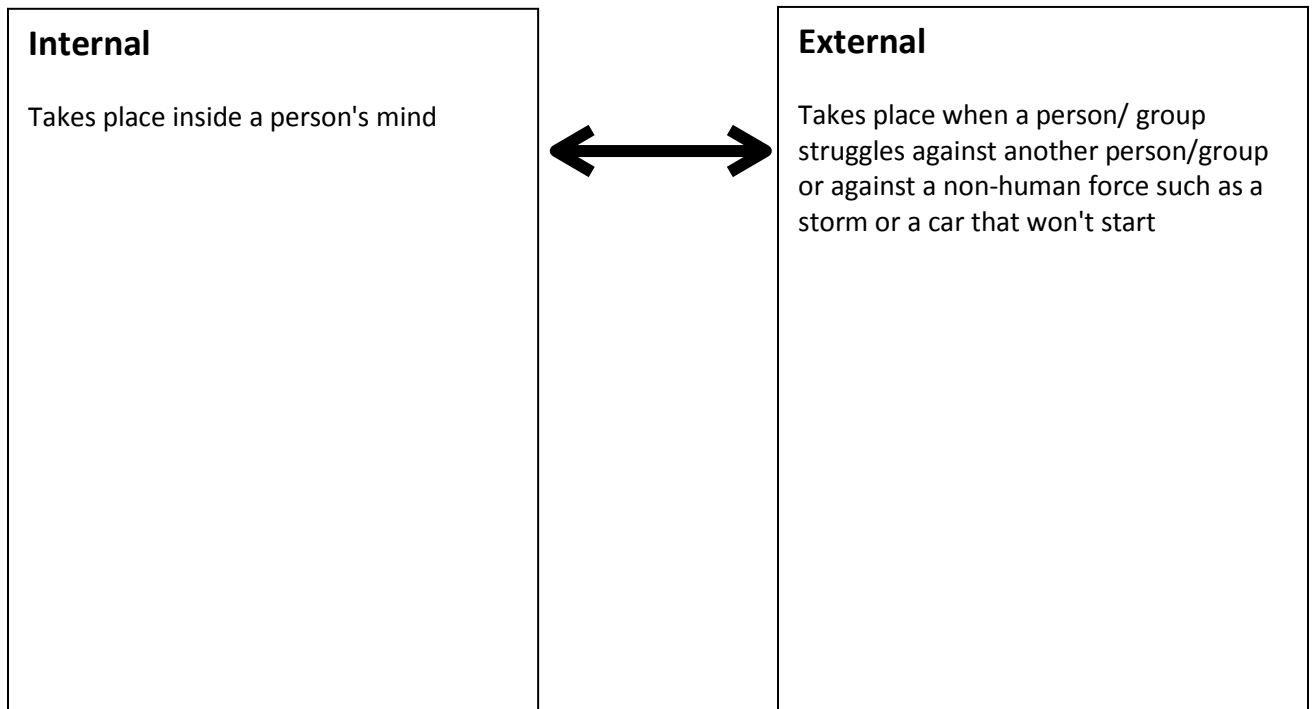 Internal
Takes place inside a person's mind
External
Takes place when a person/ group
struggles against another person/group
or against a non-human force such as a
storm or a car that won't start